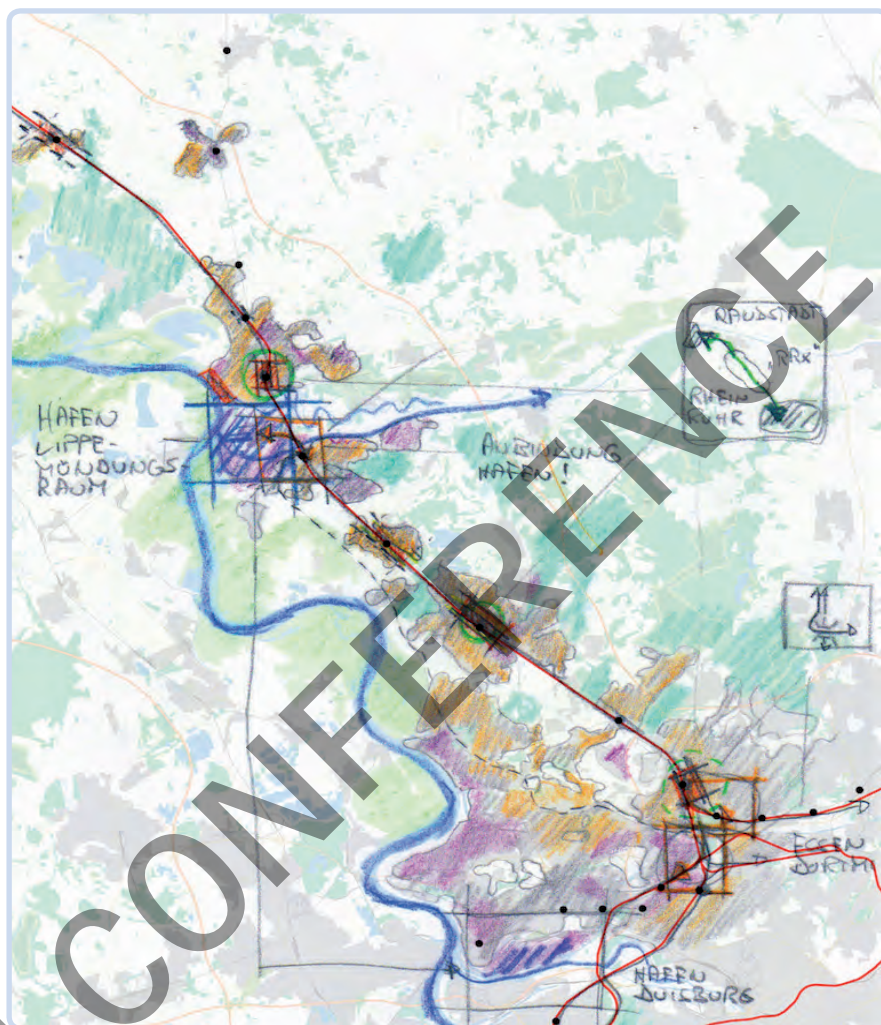 RANDSTADT
"RRX"
RHEIN
RUHR
HAFEN
LIPPE-
MÜNDUNGS-
RAUM
ANBINDUNG
HAFEN!
ESSEN
DORTM
HAFEN
DUISBURG
CONFERENCE